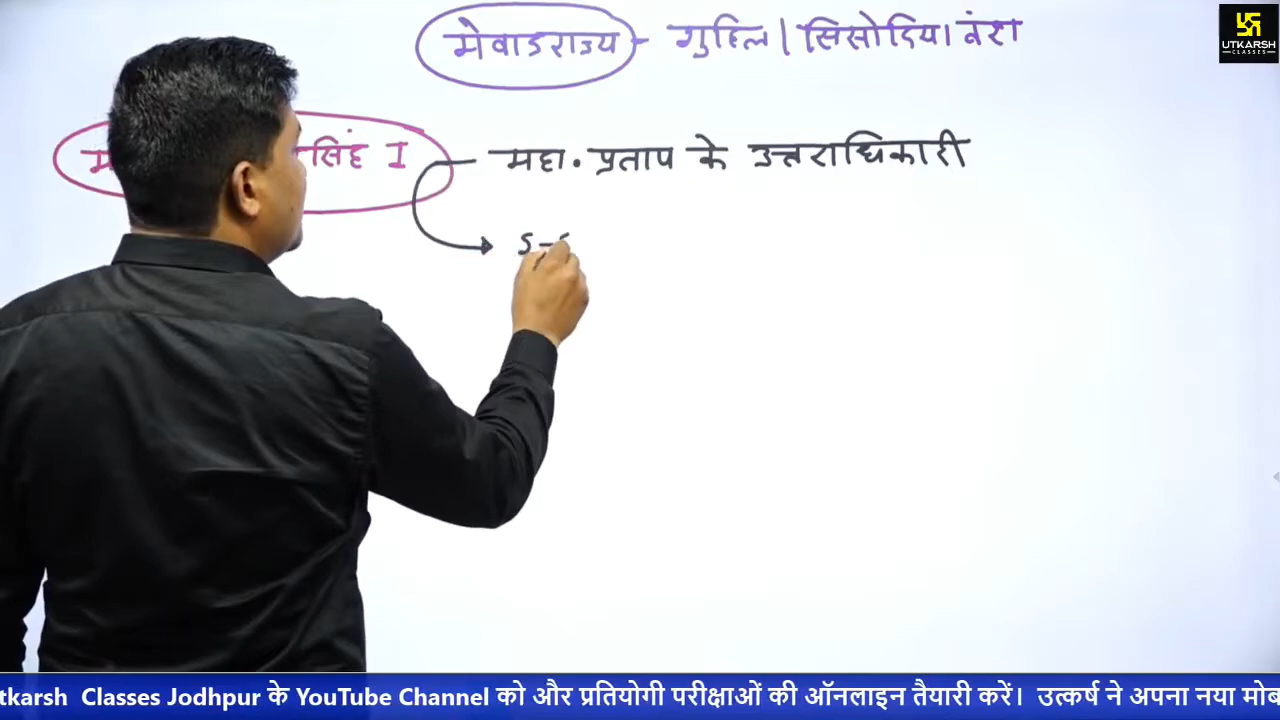 मेवाड राज्य - गुहिल | सिसोदिया वंश
UTKARSH
CLASSES
सिंह I - महा. प्रताप के उत्तराधिकारी
tkarsh Classes Jodhpur के YouTube Channel को और प्रतियोगी परीक्षाओं की ऑनलाइन तैयारी करें। उत्कर्ष ने अपना नया मोब